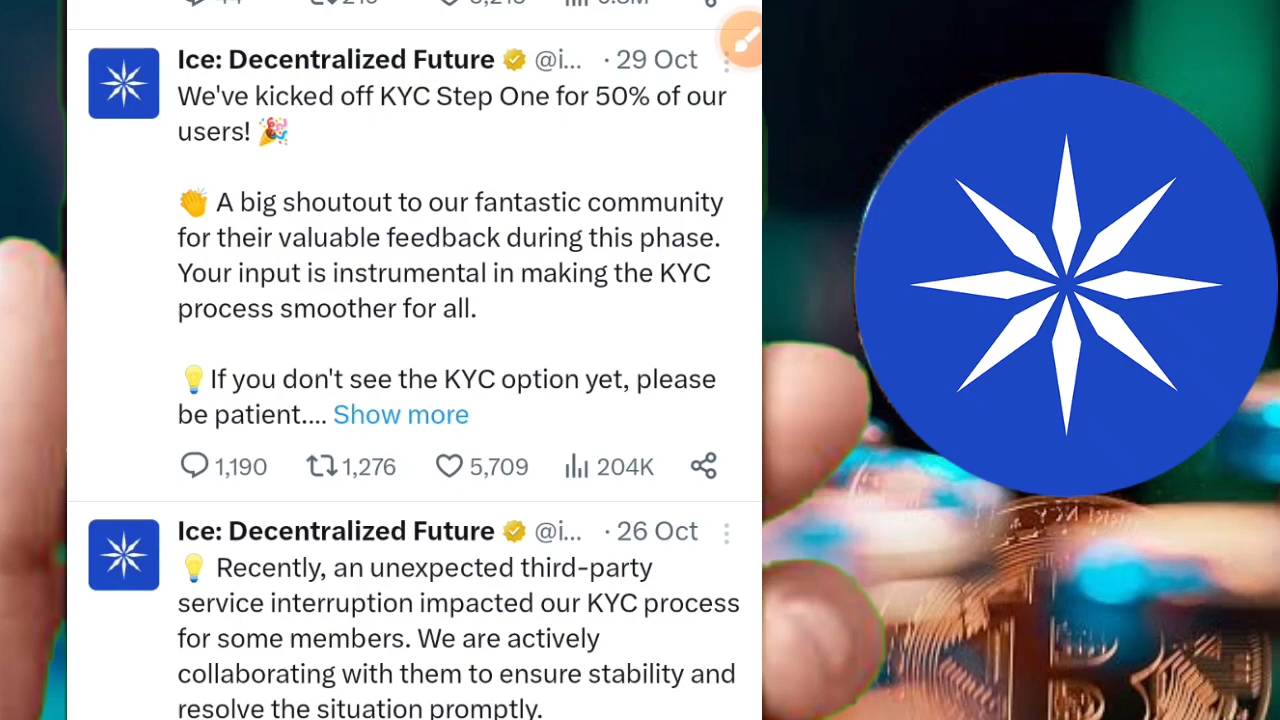 Ice: Decentralized Future @i... · 29 Oct
We've kicked off KYC Step One for 50% of our
users! 🎉
👏 A big shoutout to our fantastic community
for their valuable feedback during this phase.
Your input is instrumental in making the KYC
process smoother for all.
💡If you don't see the KYC option yet, please
be patient.... Show more
1,190 1,276 5,709 204K
Ice: Decentralized Future @i... · 26 Oct
💡 Recently, an unexpected third-party
service interruption impacted our KYC process
for some members. We are actively
collaborating with them to ensure stability and
resolve the situation promptly.